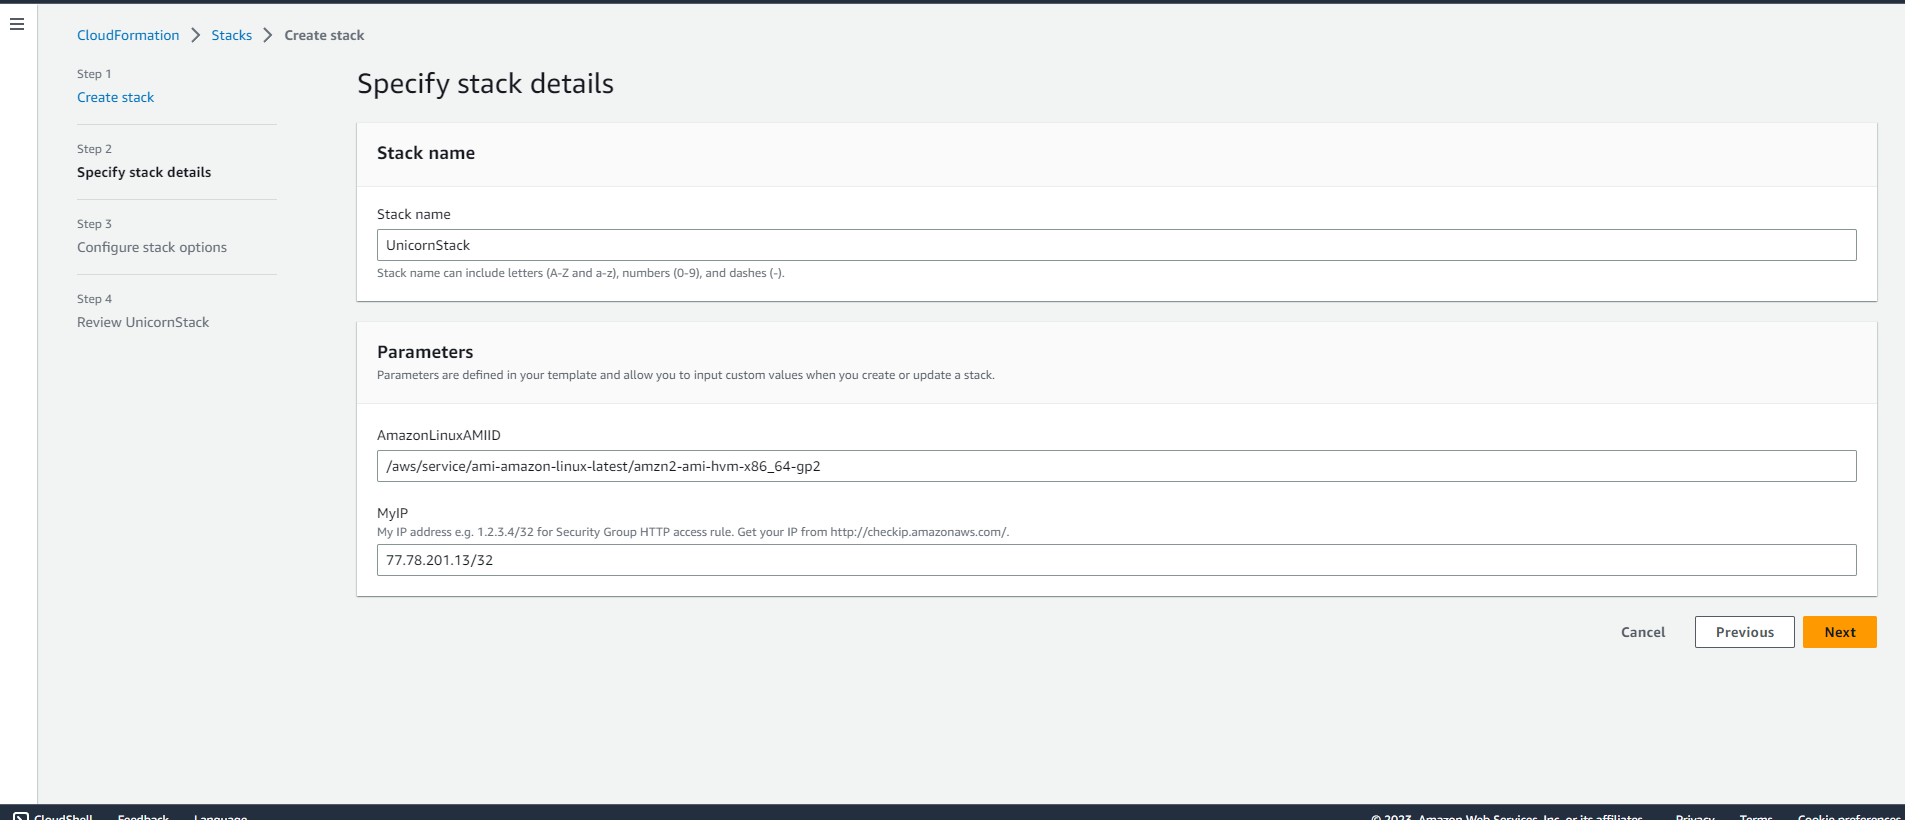 CloudFormation > Stacks > Create stack
Step 1
Create stack
Step 2
Specify stack details
Step 3
Configure stack options
Step 4
Review UnicornStack
Specify stack details
Stack name
Stack name
UnicornStack
Stack name can include letters (A-Z and a-z), numbers (0-9), and dashes (-).
Parameters
Parameters are defined in your template and allow you to input custom values when you create or update a stack.
AmazonLinuxAMIID
/aws/service/ami-amazon-linux-latest/amzn2-ami-hvm-x86_64-gp2
MyIP
My IP address e.g. 1.2.3.4/32 for Security Group HTTP access rule. Get your IP from http://checkip.amazonaws.com/.
77.78.201.13/32
Cancel Previous Next
CloudShell Feedback Language © 2023, Amazon Web Services, Inc. or its affiliates. Privacy Terms Cookie preferences